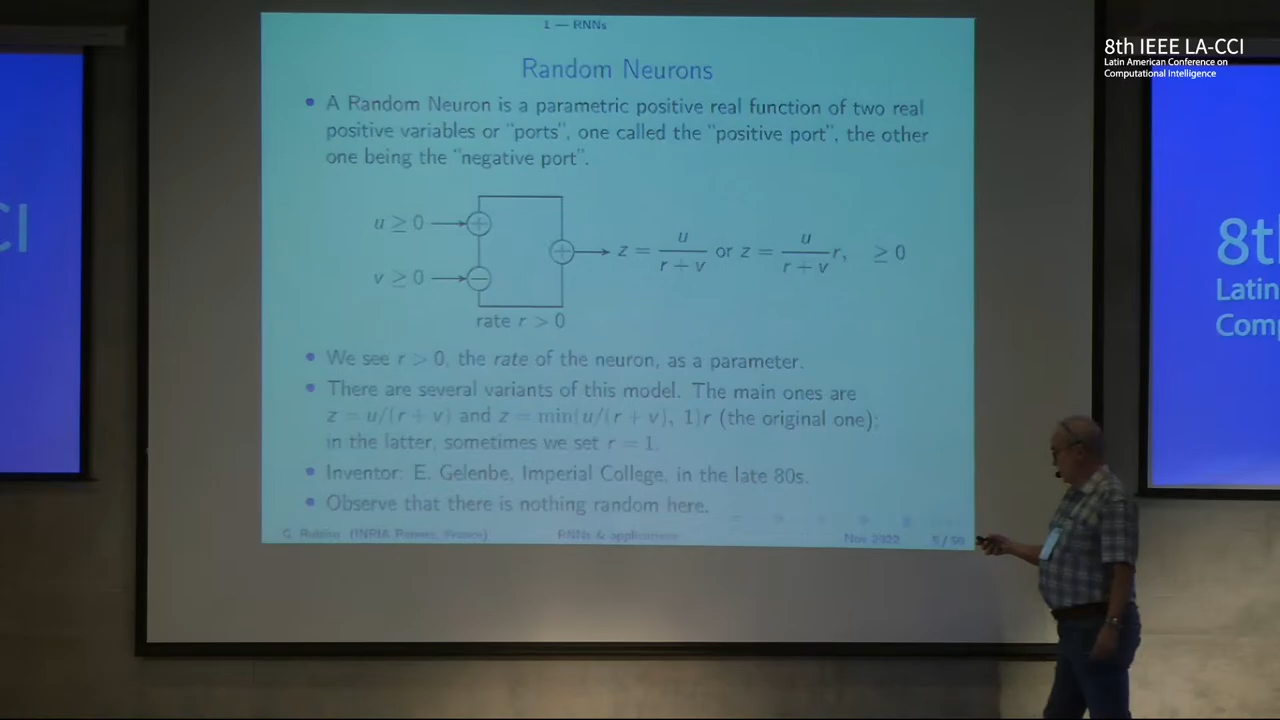 1 — RNNs
8th IEEE LA-CCI
Latin American Conference on
Computational Intelligence
Random Neurons
• A Random Neuron is a parametric positive real function of two real
positive variables or "ports", one called the "positive port", the other
one being the "negative port".
u ≥ 0
v ≥ 0
z = u/(r + v) or z = u/(r + v) r, ≥ 0
rate r > 0
• We see r > 0, the rate of the neuron, as a parameter.
• There are several variants of this model. The main ones are
z = u/(r + v) and z = min(u/(r + v), 1)r (the original one);
in the latter, sometimes we set r = 1.
• Inventor: E. Gelenbe, Imperial College, in the late 80s.
• Observe that there is nothing random here.
G. Rubino (INRIA Rennes, France)
RNNs & applications
Nov 2022
5 / 50
CI
8t
Latin
Com